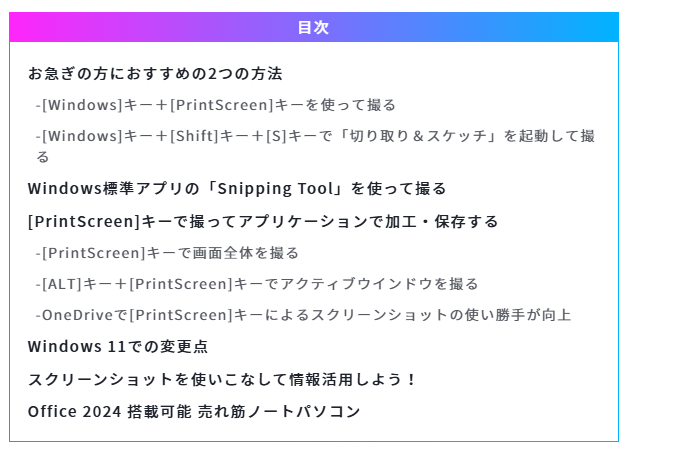 目次
お急ぎの方におすすめの2つの方法
-[Windows]キー＋[PrintScreen]キーを使って撮る
-[Windows]キー＋[Shift]キー＋[S]キーで「切り取り＆スケッチ」を起動して撮
る
Windows標準アプリの「Snipping Tool」を使って撮る
[PrintScreen]キーで撮ってアプリケーションで加工・保存する
-[PrintScreen]キーで画面全体を撮る
-[ALT]キー＋[PrintScreen]キーでアクティブウインドウを撮る
-OneDriveで[PrintScreen]キーによるスクリーンショットの使い勝手が向上
Windows 11での変更点
スクリーンショットを使いこなして情報活用しよう！
Office 2024 搭載可能 売れ筋ノートパソコン